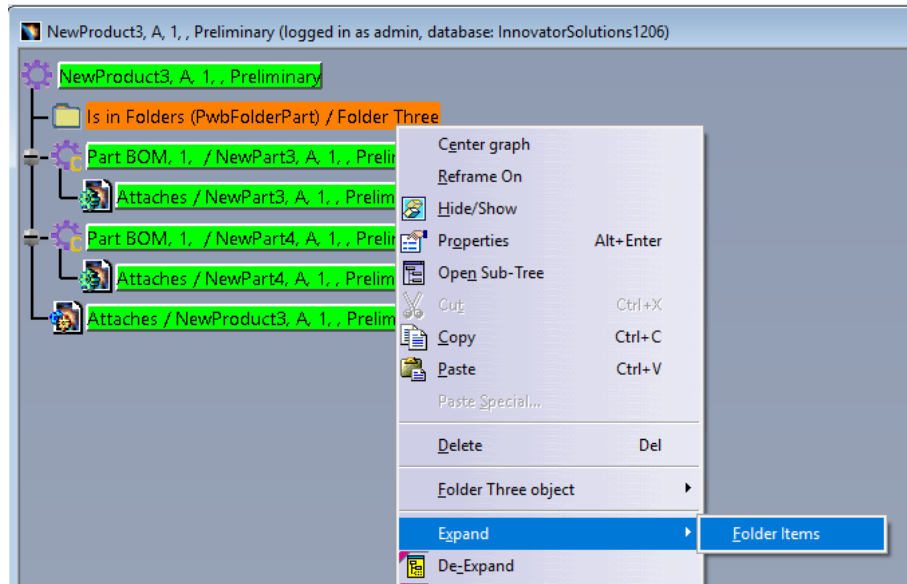 NewProduct3, A, 1, , Preliminary (logged in as admin, database: InnovatorSolutions1206)
NewProduct3, A, 1, , Preliminary
Is in Folders (PwbFolderPart) / Folder Three
Part BOM, 1, / NewPart3, A, 1, , Preli
Attaches / NewPart3, A, 1, , Prelim
Part BOM, 1, / NewPart4, A, 1, , Preli
Attaches / NewPart4, A, 1, , Prelim
Attaches / NewProduct3, A, 1, , Prelim
Center graph
Reframe On
Hide/Show
Properties Alt+Enter
Open Sub-Tree
Cut Ctrl+X
Copy Ctrl+C
Paste Ctrl+V
Paste Special...
Delete Del
Folder Three object
Expand
Folder Items
De-Expand